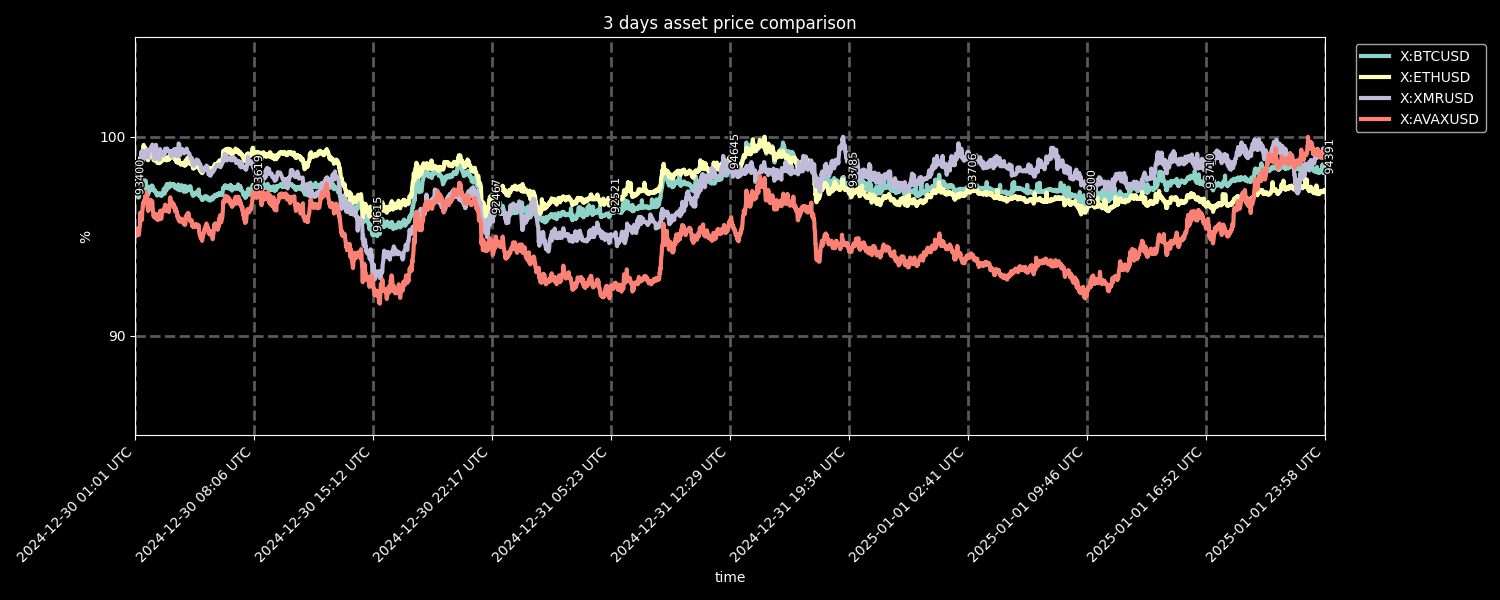 3 days asset price comparison
X:BTCUSD
X:ETHUSD
X:XMRUSD
X:AVAXUSD
100
90
%
93400
93619
91615
92467
92521
94645
93785
93706
92900
93710
94391
2024-12-30 01:01 UTC
2024-12-30 08:06 UTC
2024-12-30 15:12 UTC
2024-12-30 22:17 UTC
2024-12-31 05:23 UTC
2024-12-31 12:29 UTC
2024-12-31 19:34 UTC
2025-01-01 02:41 UTC
2025-01-01 09:46 UTC
2025-01-01 16:52 UTC
2025-01-01 23:58 UTC
time